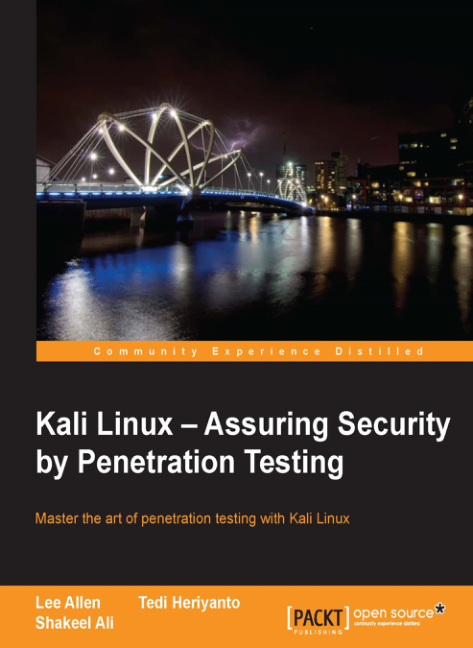 Community Experience Distilled
Kali Linux – Assuring Security
by Penetration Testing
Master the art of penetration testing with Kali Linux
Lee Allen Tedi Heriyanto
Shakeel Ali
[PACKT] open source*
PUBLISHING community experience distilled